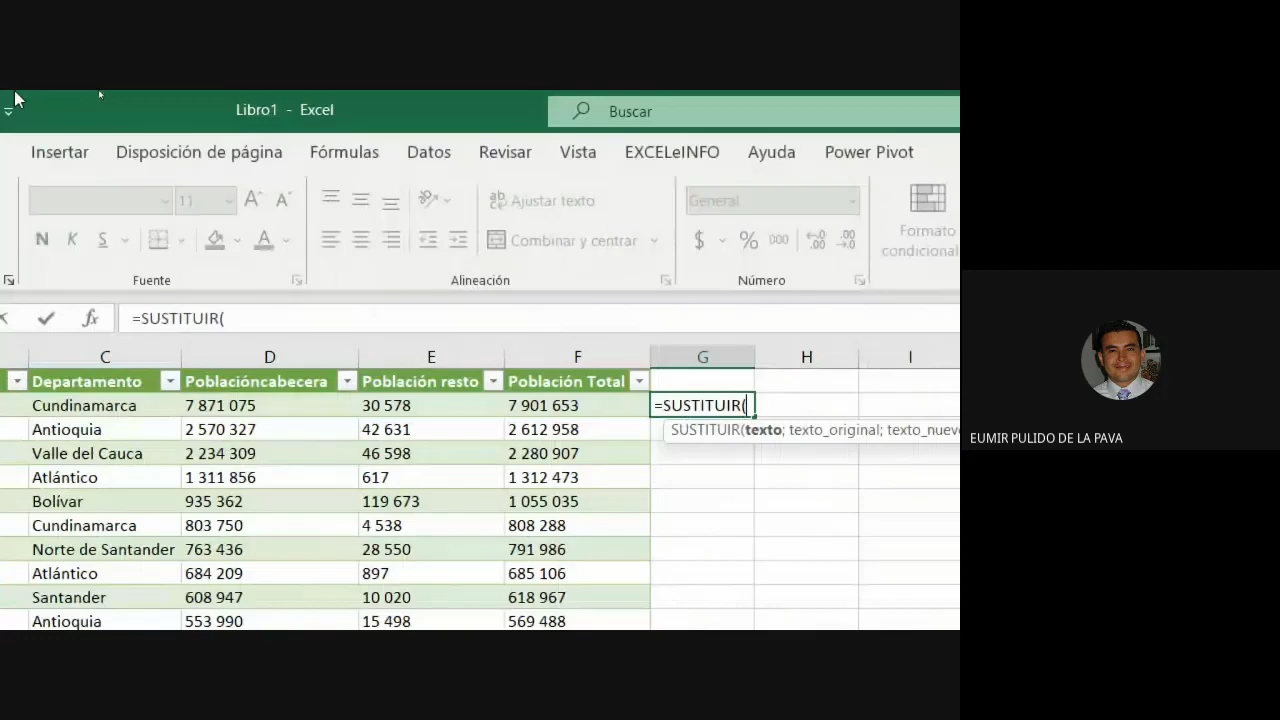 Libro1 - Excel
Buscar
Insertar Disposición de página Fórmulas Datos Revisar Vista EXCELeINFO Ayuda Power Pivot
11 A A ab Ajustar texto General
N K S A Combinar y centrar $ % 000 Formato
condicional
Fuente Alineación Número
fx =SUSTITUIR(
C D E F G H I
Departamento Poblacióncabecera Población resto Población Total
Cundinamarca 7 871 075 30 578 7 901 653 =SUSTITUIR(
Antioquia 2 570 327 42 631 2 612 958 SUSTITUIR(texto; texto_original; texto_nuevo
Valle del Cauca 2 234 309 46 598 2 280 907
Atlántico 1 311 856 617 1 312 473
Bolívar 935 362 119 673 1 055 035
EUMIR PULIDO DE LA PAVA
Cundinamarca 803 750 4 538 808 288
Norte de Santander 763 436 28 550 791 986
Atlántico 684 209 897 685 106
Santander 608 947 10 020 618 967
Antioquia 553 990 15 498 569 488